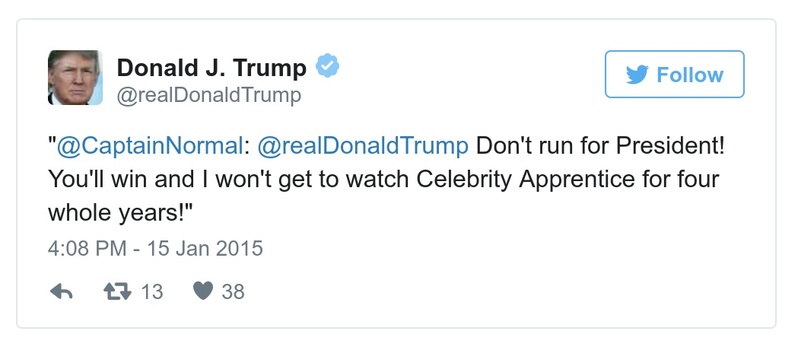 Donald J. Trump
@realDonaldTrump
Follow
"@CaptainNormal: @realDonaldTrump Don't run for President!
You'll win and I won't get to watch Celebrity Apprentice for four
whole years!"
4:08 PM - 15 Jan 2015
13 38